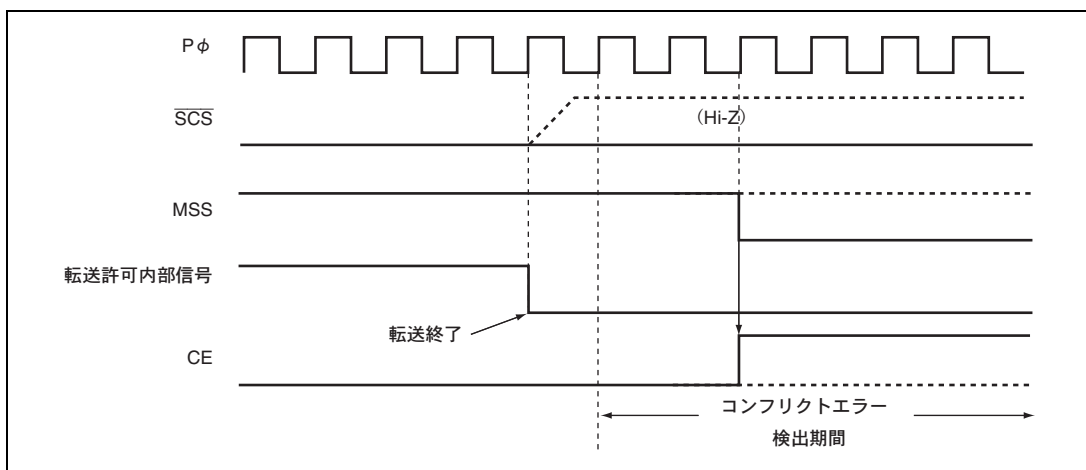 Pφ
SCS
(Hi-Z)
MSS
転送許可内部信号
転送終了
CE
コンフリクトエラー
検出期間